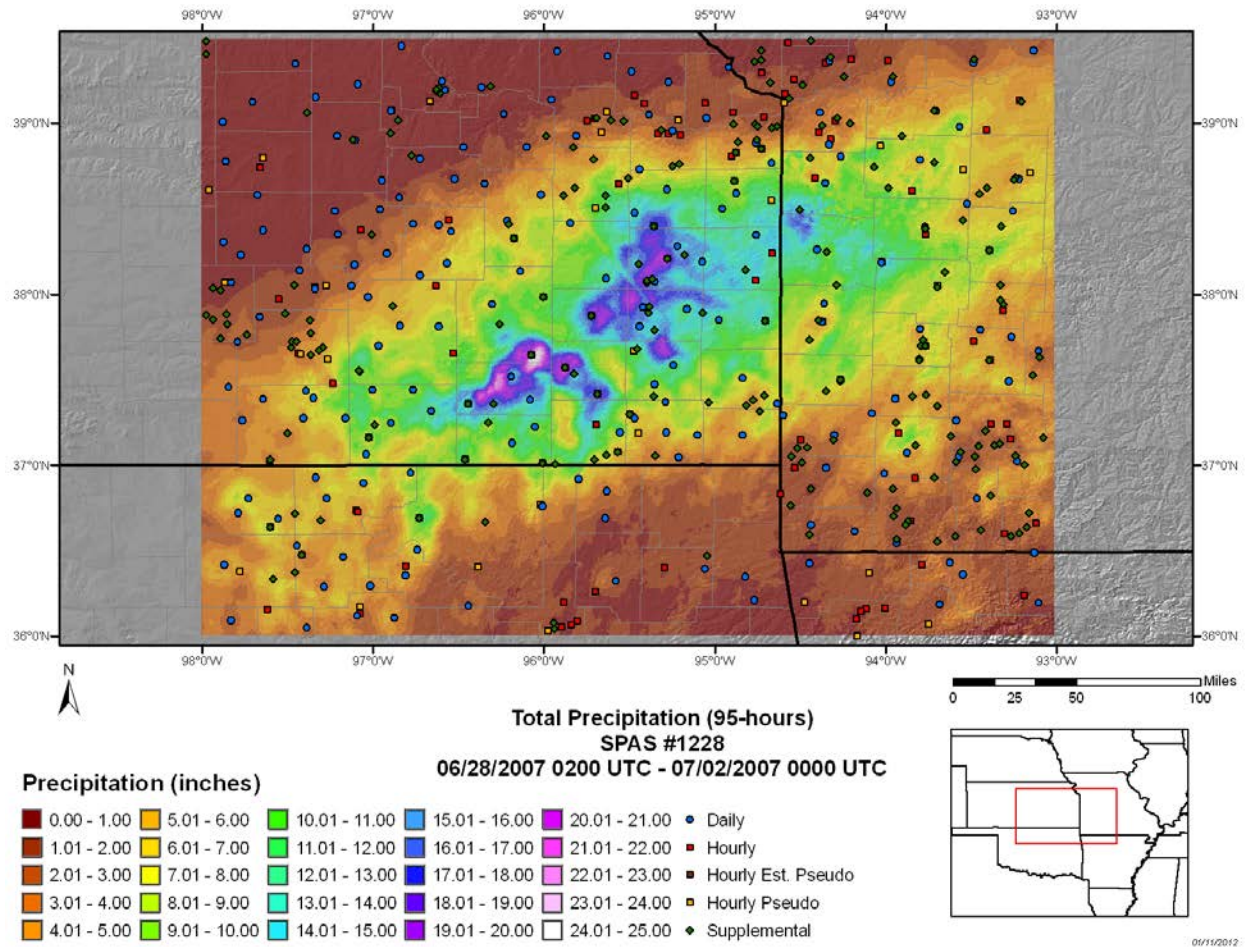 98°0'W 97°0'W 96°0'W 95°0'W 94°0'W 93°0'W
39°0'N 39°0'N
38°0'N 38°0'N
37°0'N 37°0'N
36°0'N 36°0'N
98°0'W 97°0'W 96°0'W 95°0'W 94°0'W 93°0'W
N
Miles
0 25 50 100
Total Precipitation (95-hours)
SPAS #1228
06/28/2007 0200 UTC - 07/02/2007 0000 UTC
Precipitation (inches)
0.00 - 1.00 5.01 - 6.00 10.01 - 11.00 15.01 - 16.00 20.01 - 21.00 Daily
1.01 - 2.00 6.01 - 7.00 11.01 - 12.00 16.01 - 17.00 21.01 - 22.00 Hourly
2.01 - 3.00 7.01 - 8.00 12.01 - 13.00 17.01 - 18.00 22.01 - 23.00 Hourly Est. Pseudo
3.01 - 4.00 8.01 - 9.00 13.01 - 14.00 18.01 - 19.00 23.01 - 24.00 Hourly Pseudo
4.01 - 5.00 9.01 - 10.00 14.01 - 15.00 19.01 - 20.00 24.01 - 25.00 Supplemental
01/11/2012